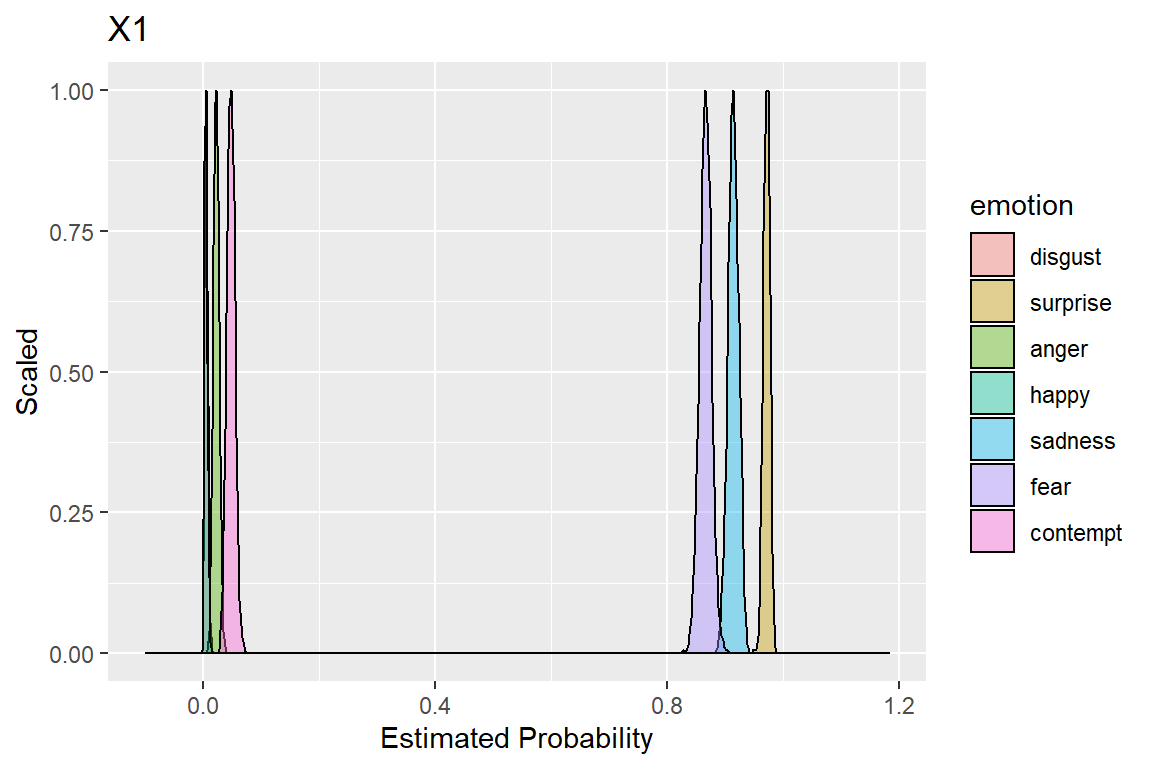 X1
1.00
0.75
0.50
0.25
0.00
Scaled
0.0
0.4
0.8
1.2
Estimated Probability
emotion
disgust
surprise
anger
happy
sadness
fear
contempt